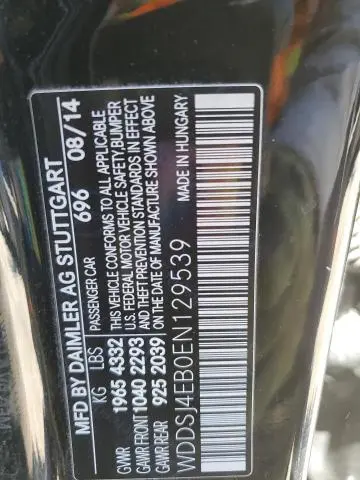 MFD BY DAIMLER AG STUTTGART
696 08/14
PASSENGER CAR
KG LBS
GVWR 1965 4332
GAWR FRONT 1040 2293
GAWR REAR 925 2039
THIS VEHICLE CONFORMS TO ALL APPLICABLE
U.S. FEDERAL MOTOR VEHICLE SAFETY,BUMPER
AND THEFT PREVENTION STANDARDS IN EFFECT
ON THE DATE OF MANUFACTURE SHOWN ABOVE
WDDSJ4EB0EN129539
MADE IN HUNGARY